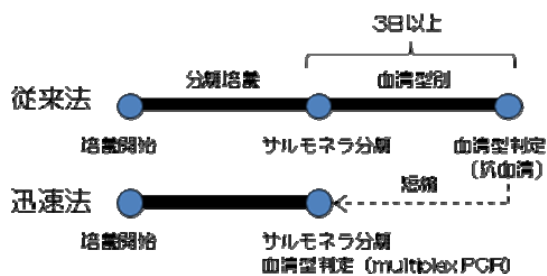 3日以上
従来法
分離培養
血清型別
培養開始
サルモネラ分離
血清型判定
(抗血清)
迅速法
短縮
培養開始
サルモネラ分離
血清型判定 (multiplex PCR)